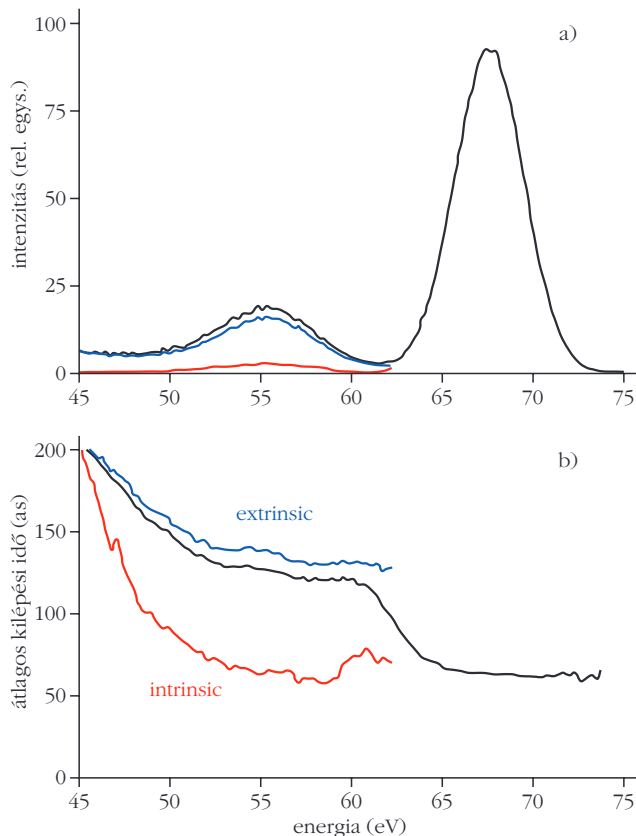 100
75
50
25
0
intenzitás (rel. egys.)
a)
45 50 55 60 65 70 75
200
150
100
50
0
átlagos kilépési idő (as)
b)
extrinsic
intrinsic
45 50 55 60 65 70 75
energia (eV)